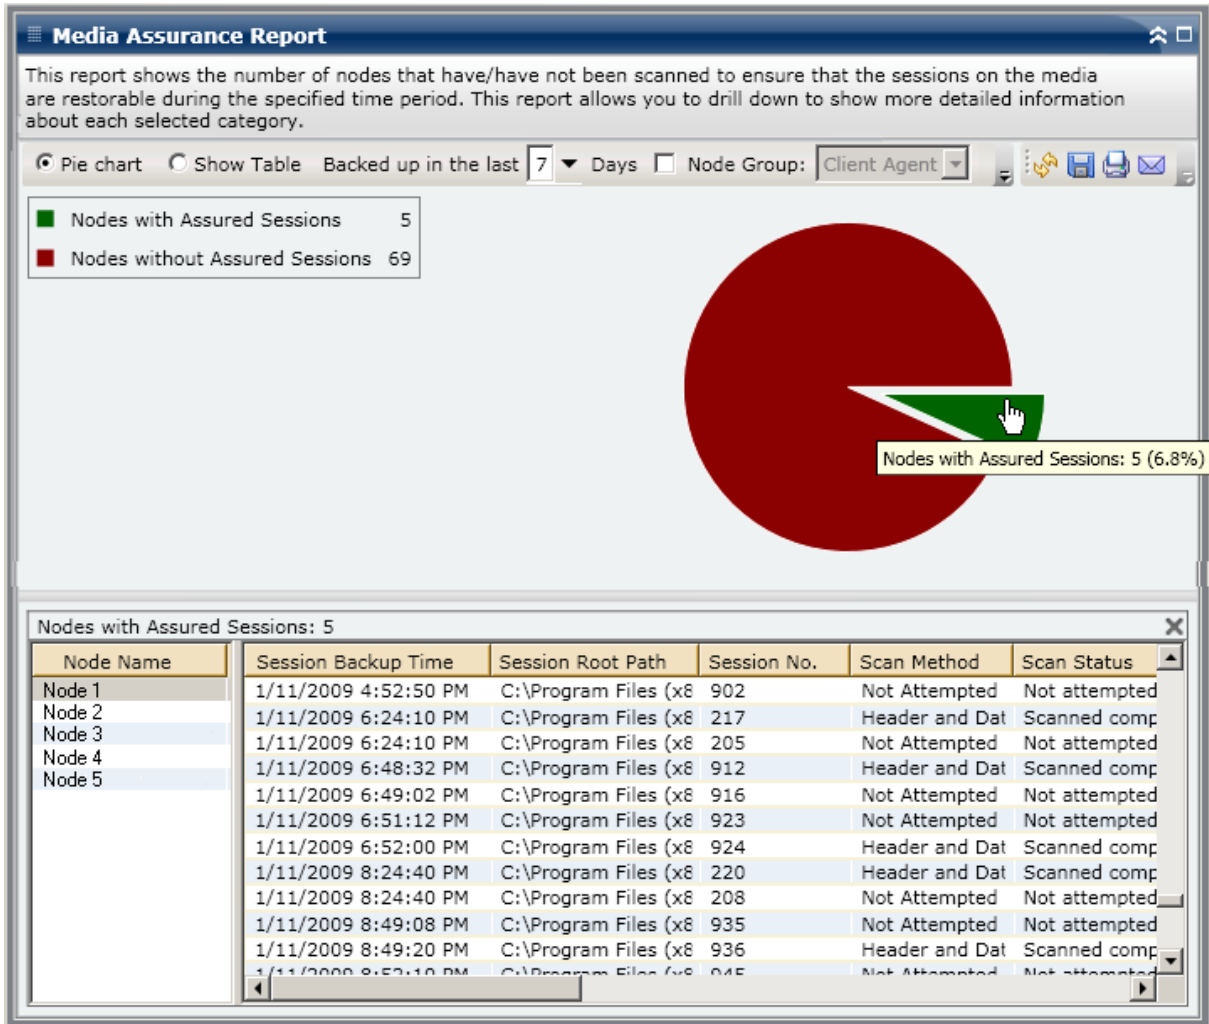 Media Assurance Report
This report shows the number of nodes that have/have not been scanned to ensure that the sessions on the media
are restorable during the specified time period. This report allows you to drill down to show more detailed information
about each selected category.
Pie chart Show Table Backed up in the last 7 Days Node Group: Client Agent
Nodes with Assured Sessions 5
Nodes without Assured Sessions 69
Nodes with Assured Sessions: 5 (6.8%)
Nodes with Assured Sessions: 5
Node Name Session Backup Time Session Root Path Session No. Scan Method Scan Status
Node 1
Node 2
Node 3
Node 4
Node 5
1/11/2009 4:52:50 PM C:\Program Files (x8 902 Not Attempted Not attempted
1/11/2009 6:24:10 PM C:\Program Files (x8 217 Header and Dat Scanned comp
1/11/2009 6:24:10 PM C:\Program Files (x8 205 Not Attempted Not attempted
1/11/2009 6:48:32 PM C:\Program Files (x8 912 Header and Dat Scanned comp
1/11/2009 6:49:02 PM C:\Program Files (x8 916 Not Attempted Not attempted
1/11/2009 6:51:12 PM C:\Program Files (x8 923 Not Attempted Not attempted
1/11/2009 6:52:00 PM C:\Program Files (x8 924 Header and Dat Scanned comp
1/11/2009 8:24:40 PM C:\Program Files (x8 220 Header and Dat Scanned comp
1/11/2009 8:24:40 PM C:\Program Files (x8 208 Not Attempted Not attempted
1/11/2009 8:49:08 PM C:\Program Files (x8 935 Not Attempted Not attempted
1/11/2009 8:49:20 PM C:\Program Files (x8 936 Header and Dat Scanned comp
PM C:\Program Files (x8 Not Attempted Not attempted